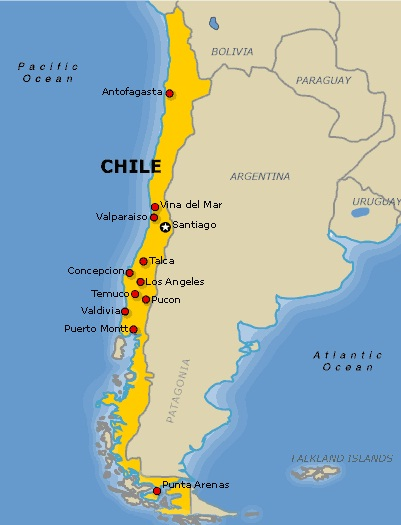 BOLIVIA
Pacific
Ocean
PARAGUAY
Antofagasta
CHILE
ARGENTINA
URUGUAY
Vina del Mar
Valparaiso
Santiago
Talca
Concepcion
Los Angeles
Temuco
Pucon
Valdivia
Puerto Montt
Atlantic
Ocean
PATAGONIA
FALKLAND ISLANDS
Punta Arenas